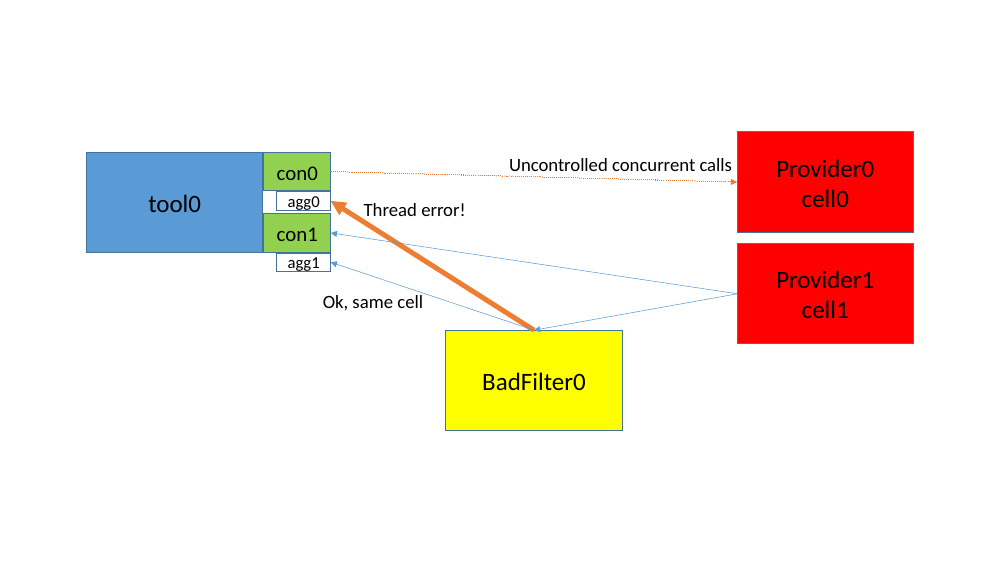 tool0
con0
agg0
con1
agg1
Uncontrolled concurrent calls
Thread error!
Ok, same cell
Provider0
cell0
Provider1
cell1
BadFilter0